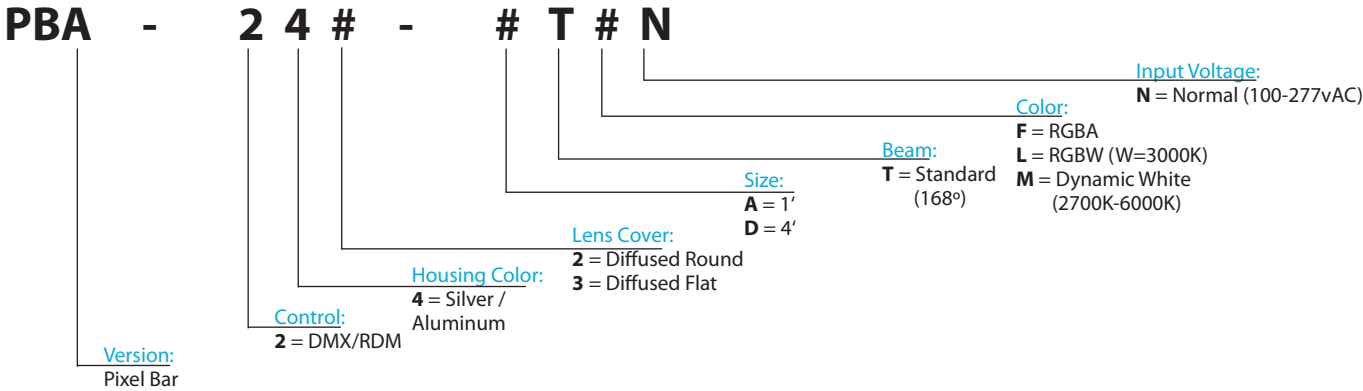 PBA - 2 4 # - # T # N
Input Voltage:
N = Normal (100-277vAC)
Color:
F = RGBA
L = RGBW (W=3000K)
M = Dynamic White
(2700K-6000K)
Beam:
T = Standard
(168º)
Size:
A = 1‘
D = 4‘
Lens Cover:
2 = Diffused Round
3 = Diffused Flat
Housing Color:
4 = Silver /
Aluminum
Control:
2 = DMX/RDM
Version:
Pixel Bar